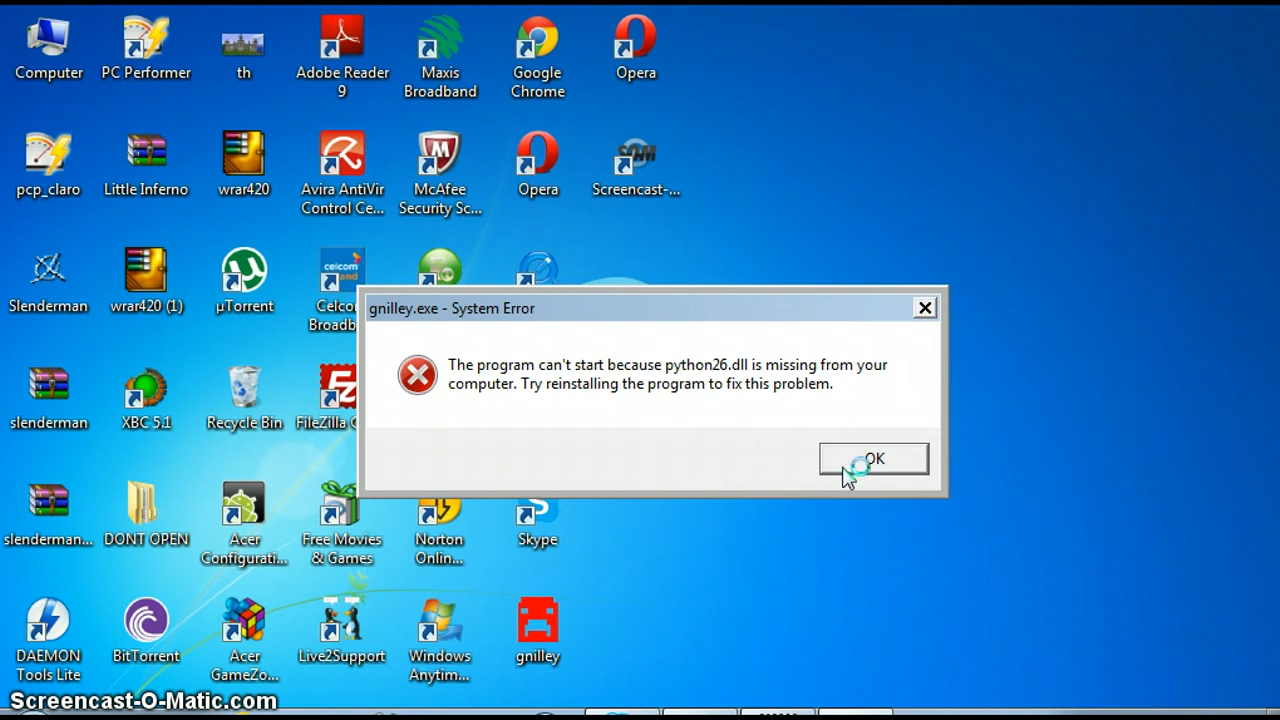 Computer
PC Performer
th
Adobe Reader
9
Maxis
Broadband
Google
Chrome
Opera
pcp_claro
Little Inferno
wrar420
Avira AntiVir
Control Ce...
McAfee
Security Sc...
Opera
SOM
Screencast-...
Slenderman
wrar420 (1)
µTorrent
celcom
Celco
Broadb
gnilley.exe - System Error
The program can't start because python26.dll is missing from your
computer. Try reinstalling the program to fix this problem.
OK
slenderman
XBC 5.1
Recycle Bin
FileZilla C
slenderman...
DONT OPEN
Acer
Configurati...
Free Movies
& Games
Norton
Onlin...
Skype
DAEMON
Tools Lite
BitTorrent
Acer
GameZo...
Live2Support
Windows
Anytim...
gnilley
Screencast-O-Matic.com